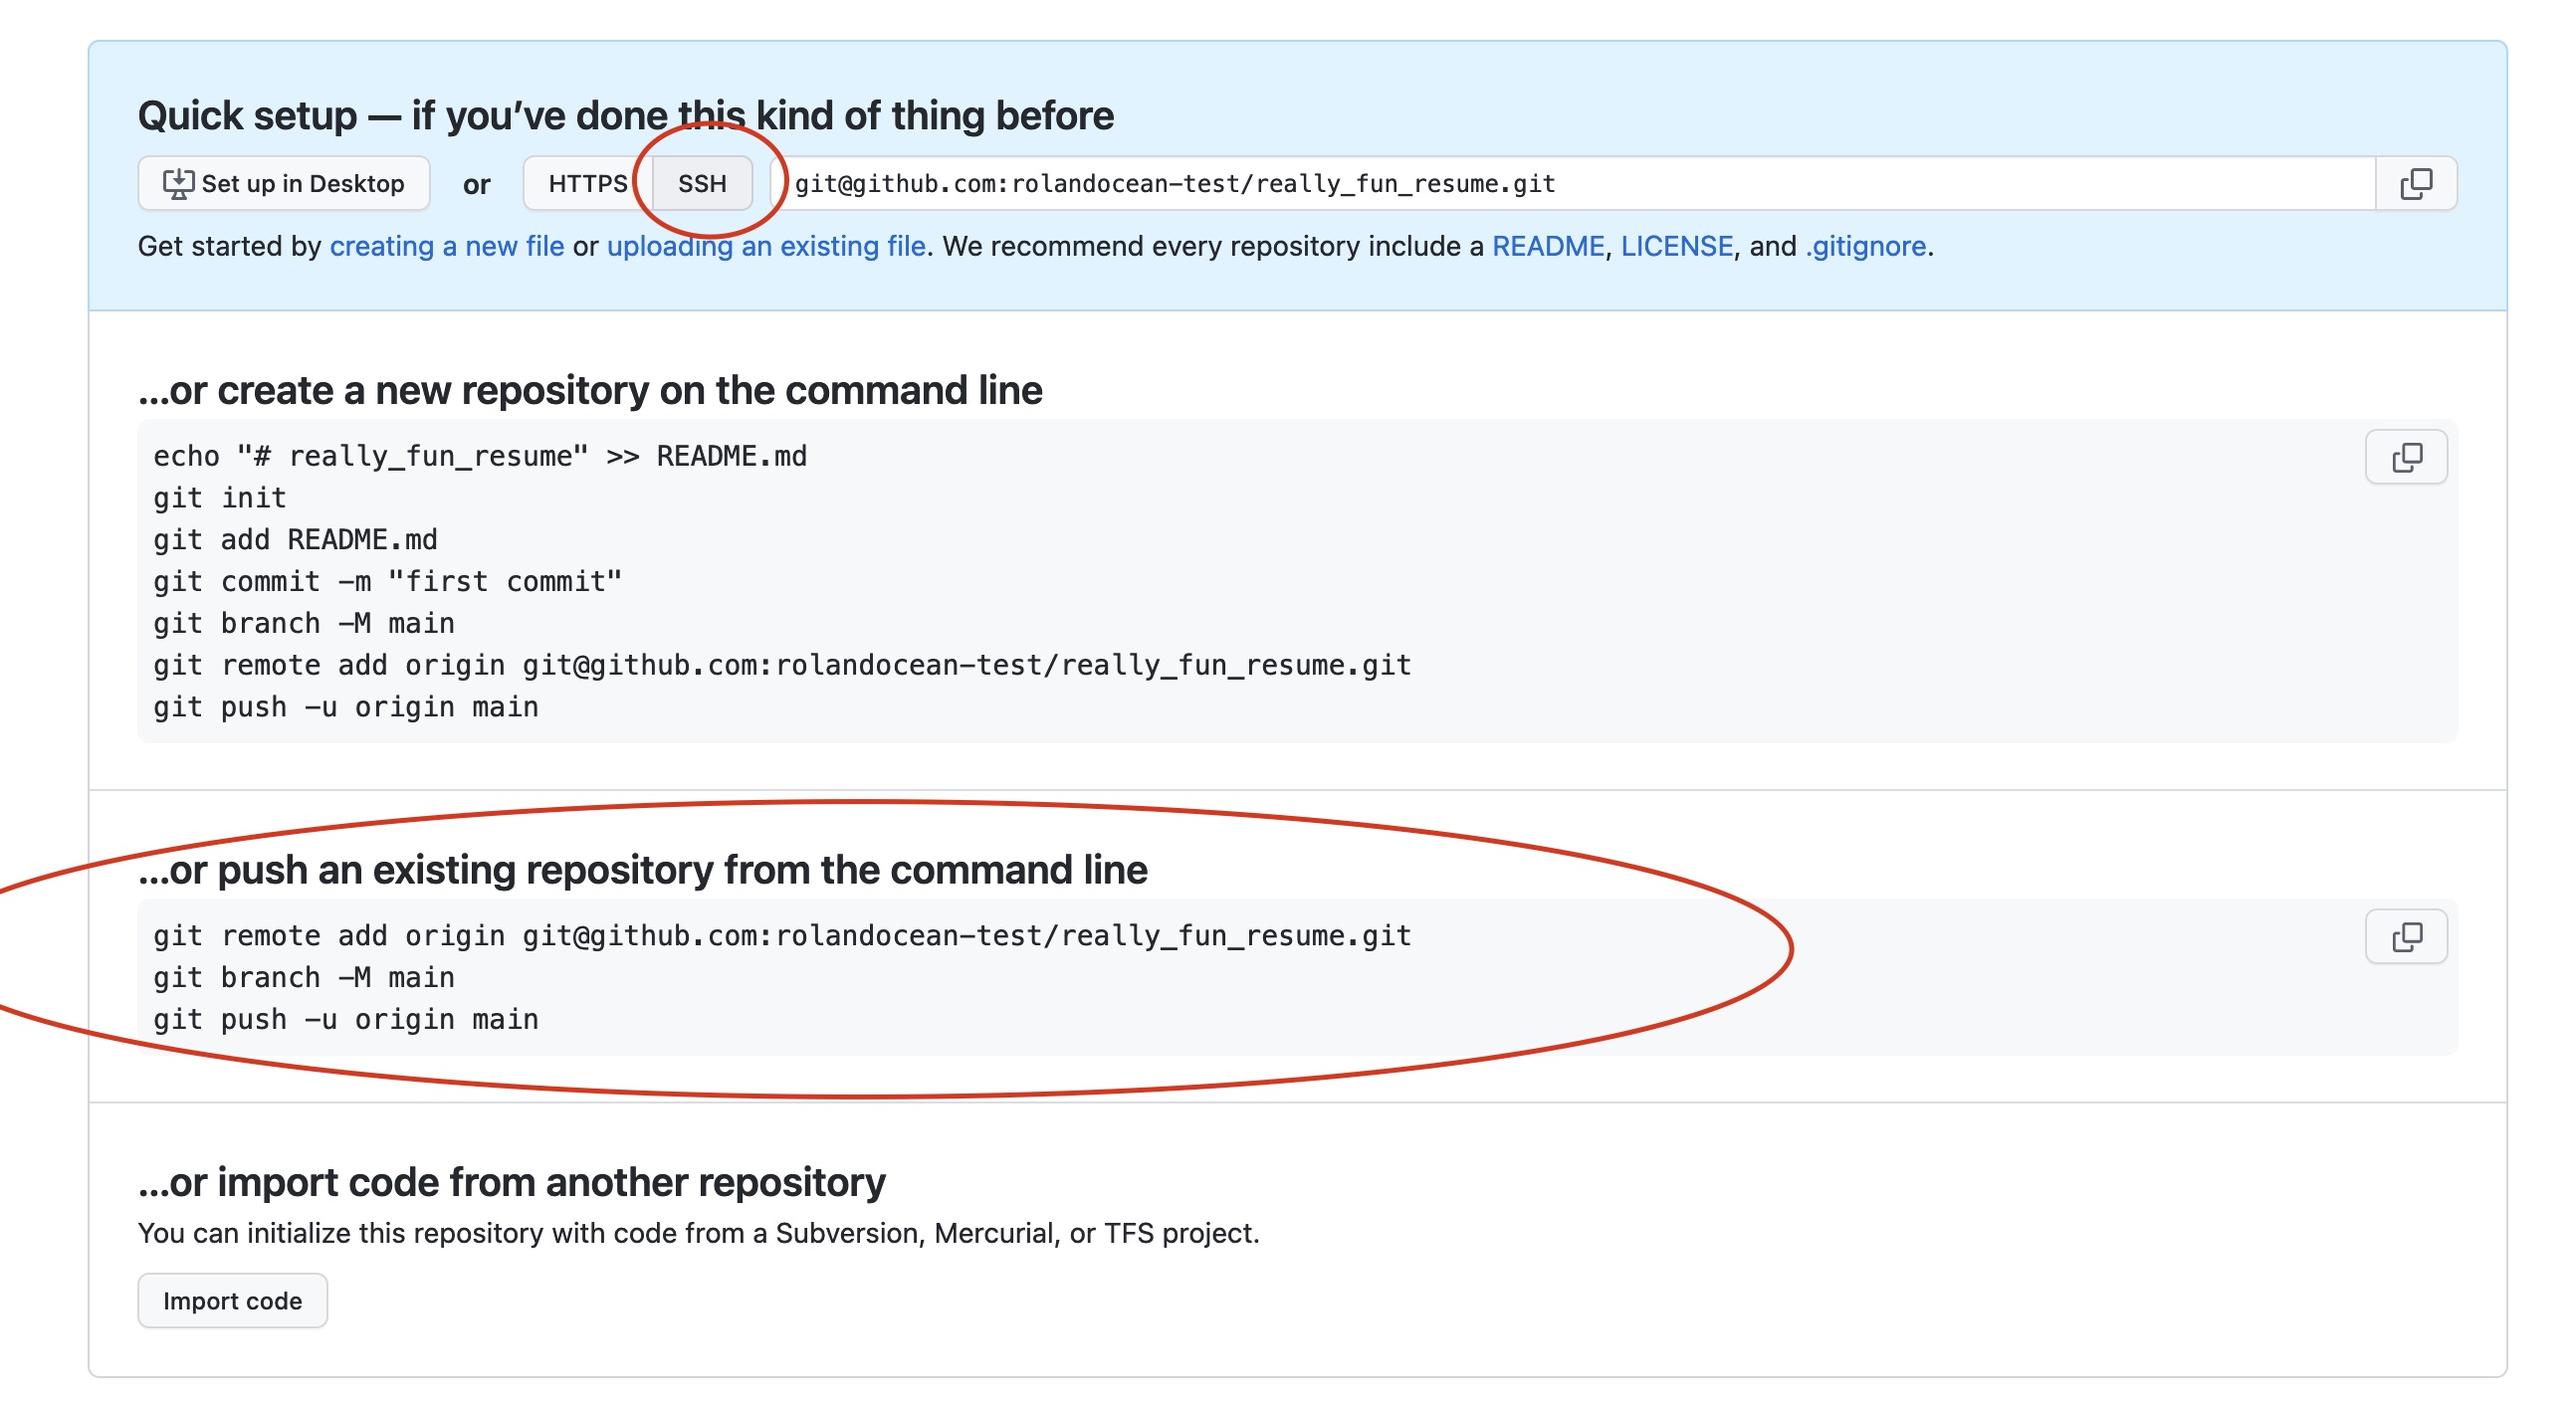 Quick setup — if you’ve done this kind of thing before
Set up in Desktop or HTTPS SSH git@github.com:rolandocean-test/really_fun_resume.git
Get started by creating a new file or uploading an existing file. We recommend every repository include a README, LICENSE, and .gitignore.
…or create a new repository on the command line
echo "# really_fun_resume" >> README.md
git init
git add README.md
git commit -m "first commit"
git branch -M main
git remote add origin git@github.com:rolandocean-test/really_fun_resume.git
git push -u origin main
…or push an existing repository from the command line
git remote add origin git@github.com:rolandocean-test/really_fun_resume.git
git branch -M main
git push -u origin main
…or import code from another repository
You can initialize this repository with code from a Subversion, Mercurial, or TFS project.
Import code